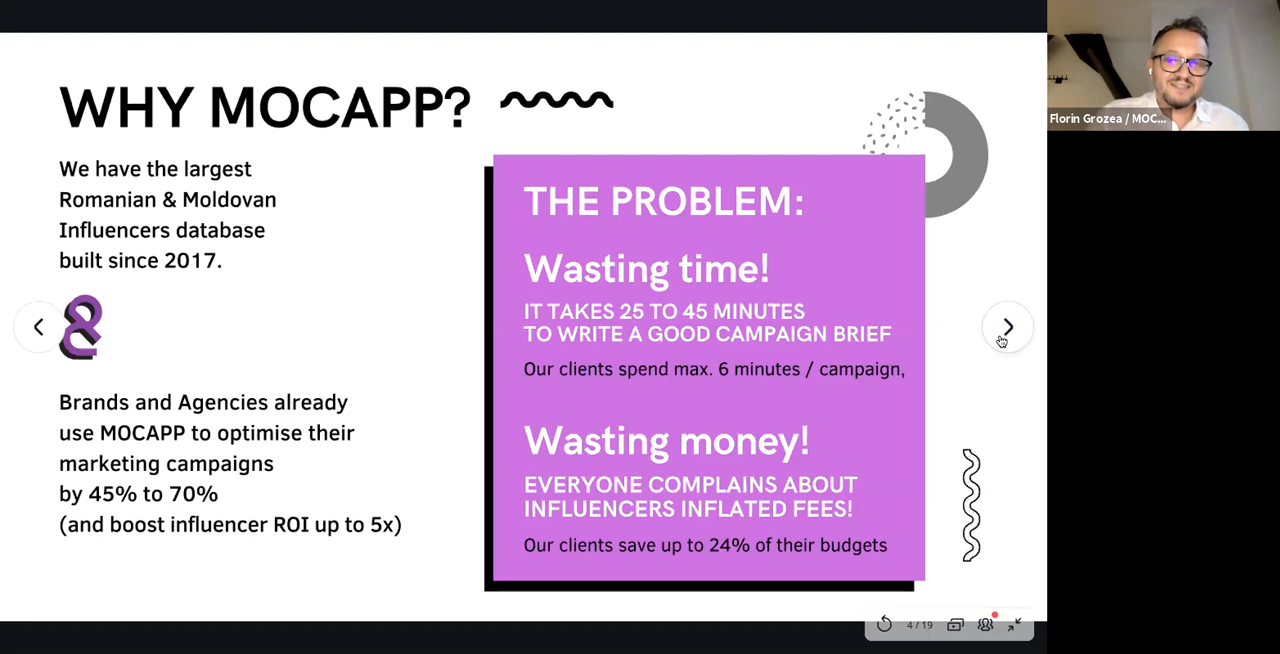 WHY MOCAPP?
We have the largest
Romanian & Moldovan
Influencers database
built since 2017.
&
Brands and Agencies already
use MOCAPP to optimise their
marketing campaigns
by 45% to 70%
(and boost influencer ROI up to 5x)
THE PROBLEM:
Wasting time!
IT TAKES 25 TO 45 MINUTES
TO WRITE A GOOD CAMPAIGN BRIEF
Our clients spend max. 6 minutes / campaign,
Wasting money!
EVERYONE COMPLAINS ABOUT
INFLUENCERS INFLATED FEES!
Our clients save up to 24% of their budgets
4 / 19
Florin Grozea / MOC...